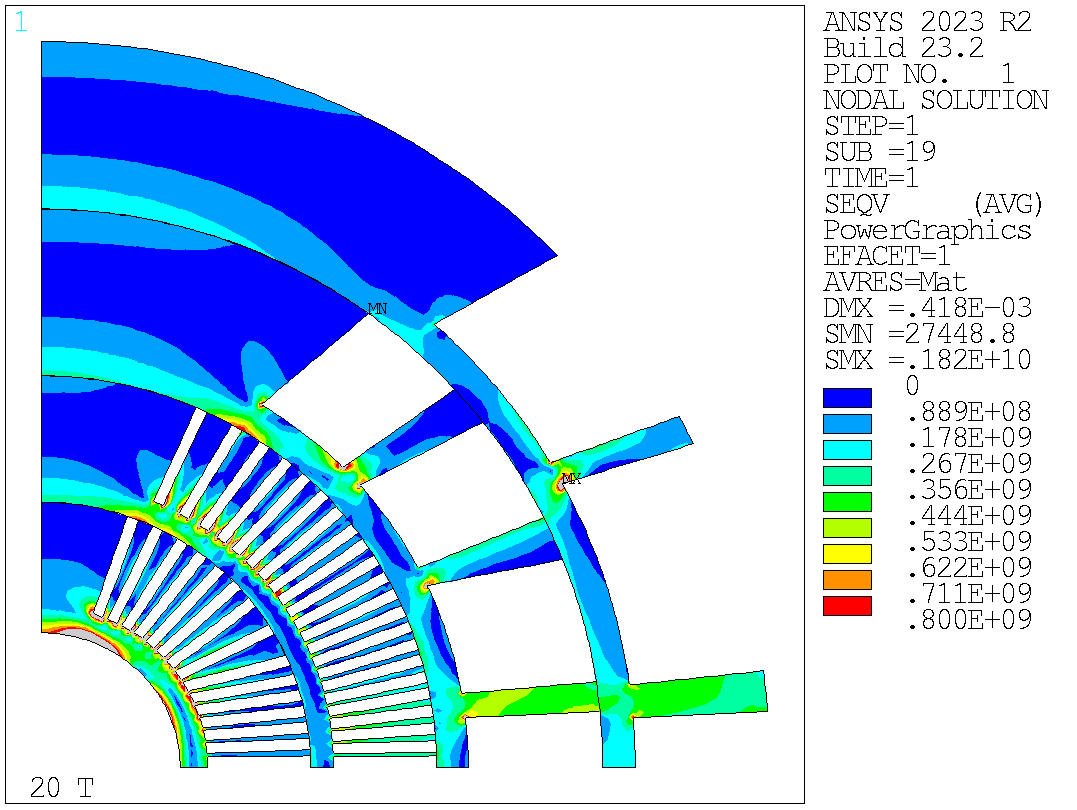 1
ANSYS 2023 R2
Build 23.2
PLOT NO. 1
NODAL SOLUTION
STEP=1
SUB =19
TIME=1
SEQV (AVG)
PowerGraphics
EFACET=1
AVRES=Mat
DMX =.418E-03
SMN =27448.8
SMX =.182E+10
0
.889E+08
.178E+09
.267E+09
.356E+09
.444E+09
.533E+09
.622E+09
.711E+09
.800E+09
MN
MX
20 T